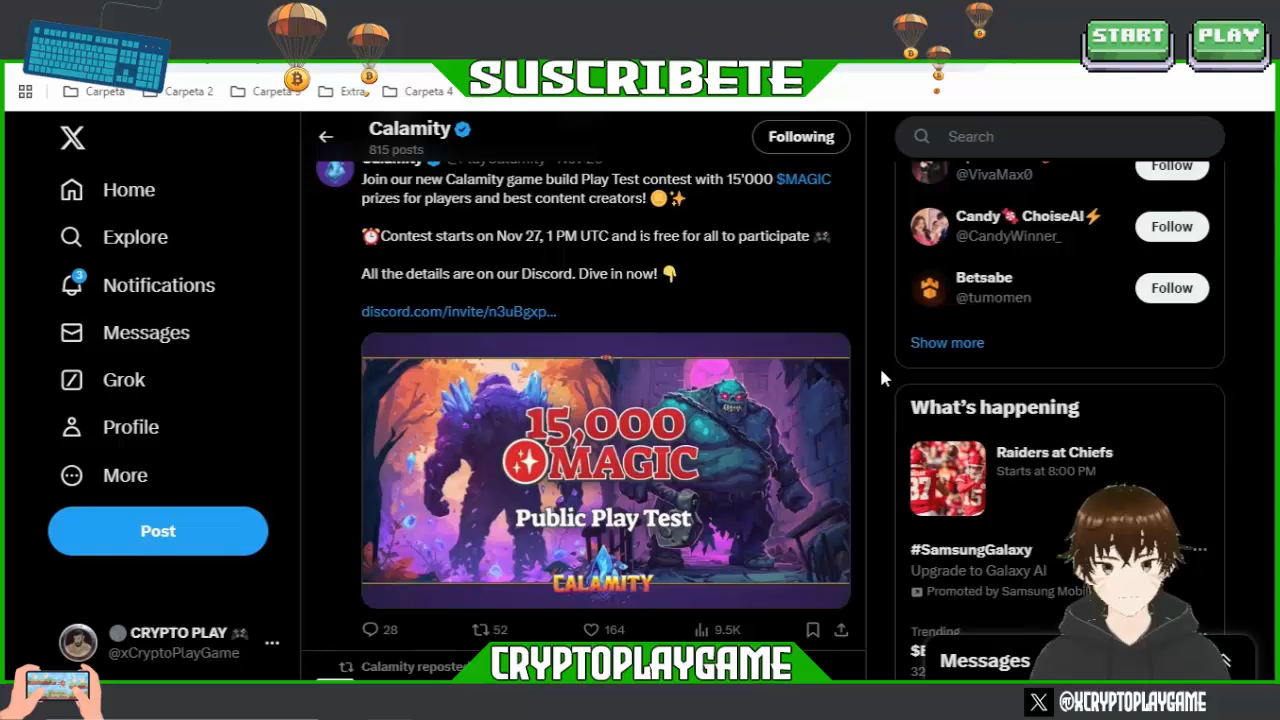 START
PLAY
SUSCRIBETE
Carpeta
Carpeta 2
Carpeta
Extra
Carpeta 4
Calamity
815 posts
Following
Search
Home
Explore
3
Notifications
Messages
Grok
Profile
More
Post
CRYPTO PLAY
@xCryptoPlayGame
Calamity @PlayCalamity
Join our new Calamity game build Play Test contest with 15'000 $MAGIC
prizes for players and best content creators!
Contest starts on Nov 27, 1 PM UTC and is free for all to participate
All the details are on our Discord. Dive in now!
discord.com/invite/n3uBgxp...
15,000
MAGIC
Public Play Test
CALAMITY
28
52
164
9.5K
Calamity reposted
@VivaMax0
Follow
Candy ChoiseAI
@CandyWinner_
Follow
Betsabe
@tumomen
Follow
Show more
What's happening
Raiders at Chiefs
Starts at 8:00 PM
#SamsungGalaxy
Upgrade to Galaxy AI
Promoted by Samsung Mobi
Trending
Messages
CRYPTOPLAYGAME
@XCRYPTOPLAYGAME